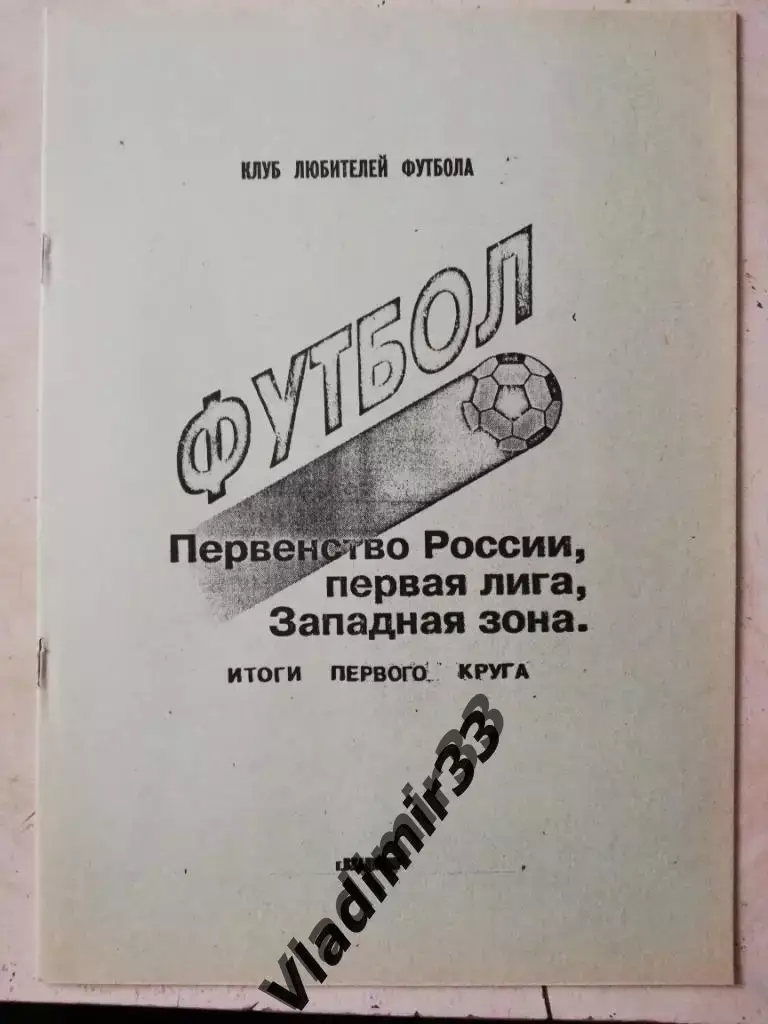 КЛУБ ЛЮБИТЕЛЕЙ ФУТБОЛА
ФУТБОЛ
Первенство России,
первая лига,
Западная зона.
ИТОГИ ПЕРВОГО КРУГА
Vladimir33